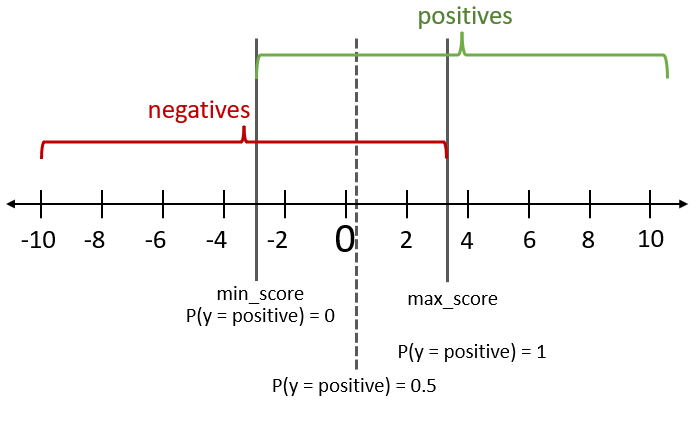 positives
negatives
-10 -8 -6 -4 -2 0 2 4 6 8 10
min_score
P(y = positive) = 0
max_score
P(y = positive) = 1
P(y = positive) = 0.5